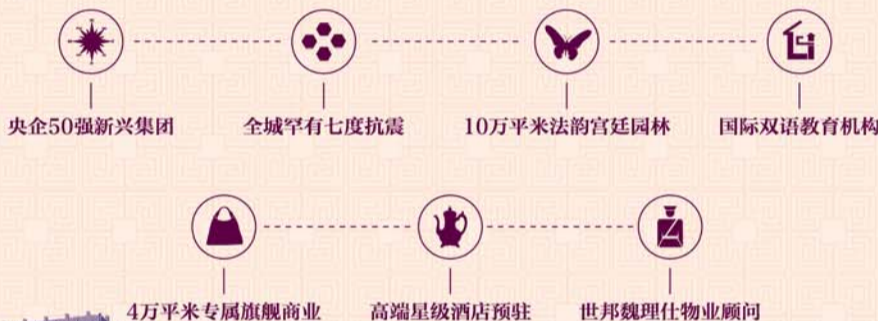 央企50强新兴集团
全城罕有七度抗震
10万平米法韵宫廷园林
国际双语教育机构
4万平米专属旗舰商业
高端星级酒店预驻
世邦魏理仕物业顾问